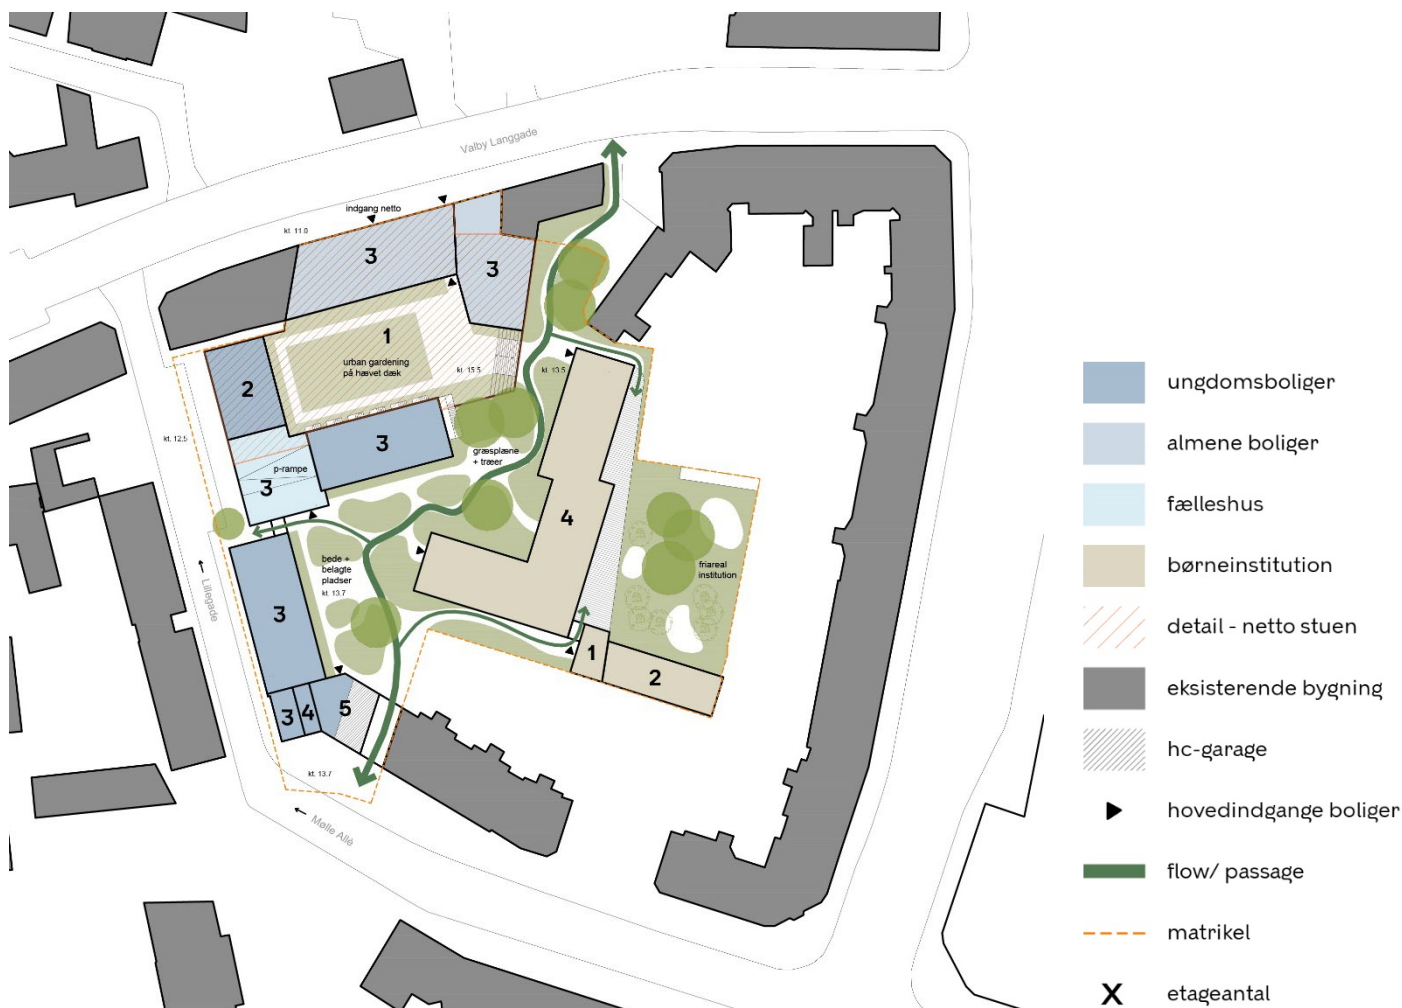 Valby Langgade
indgang netto
kt. 11.0
3
3
1
urban gardening
på hævet dæk
kt. 15.5
kt. 13.5
2
3
kt. 12.5
græsplæne
+ træer
p-rampe
3
4
friareal
institution
bede +
belagte
pladser
kt. 13.7
Lillegade
3
1
2
3
4
5
kt. 13.7
Mølle Allé
ungdomsboliger
almene boliger
fælleshus
børneinstitution
detail - netto stuen
eksisterende bygning
hc-garage
hovedindgange boliger
flow/ passage
matrikel
X etageantal